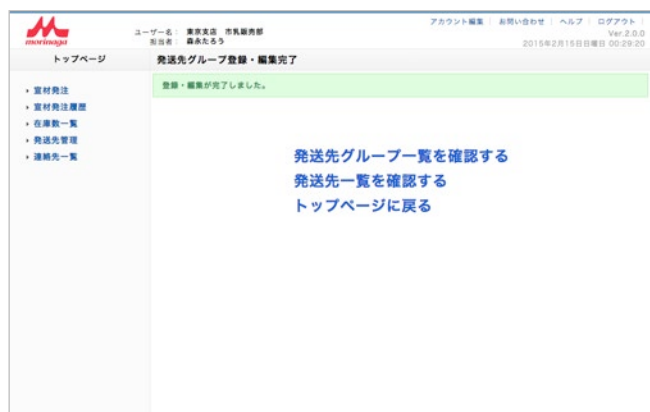 morinaga
ユーザー名： 東京支店 市乳販売部
担当者： 森永たろう
アカウント編集 | お問い合わせ | ヘルプ | ログアウト |
Ver.2.0.0
2015年2月15日日曜日 00:29:20
トップページ
発送先グループ登録・編集完了
登録・編集が完了しました。
宣材発注
宣材発注履歴
在庫数一覧
発送先管理
連絡先一覧
発送先グループ一覧を確認する
発送先一覧を確認する
トップページに戻る